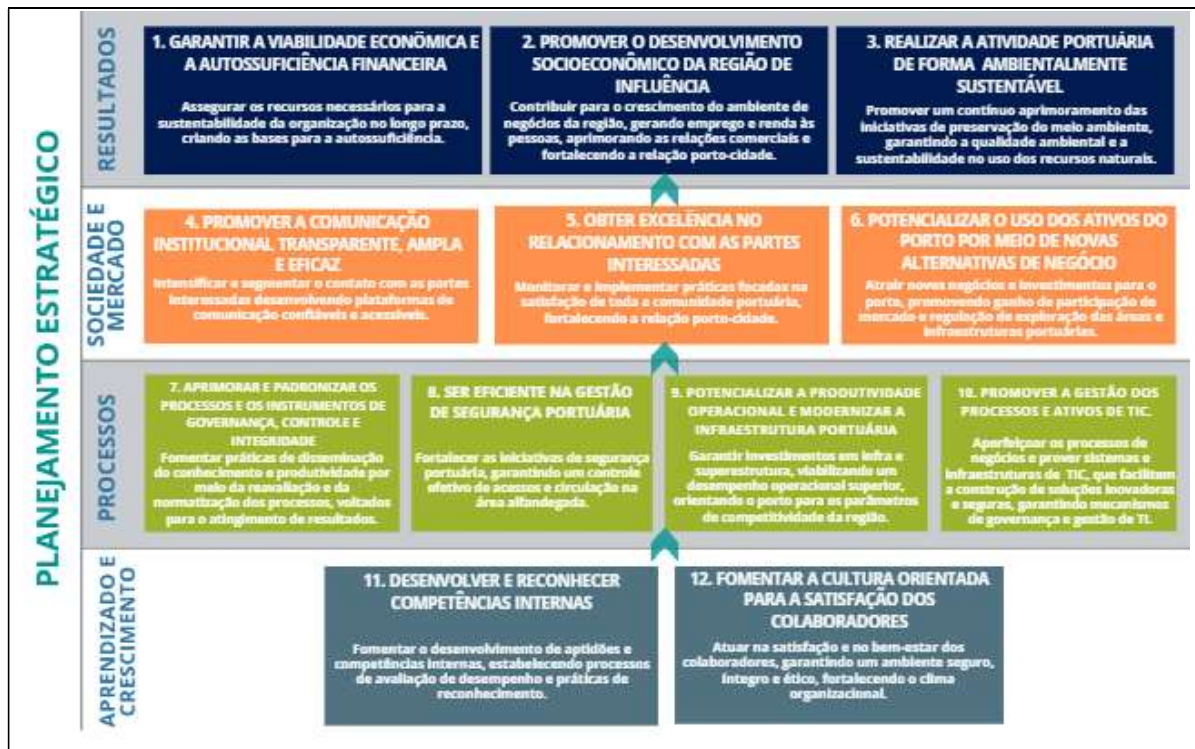 PLANEJAMENTO ESTRATÉGICO
RESULTADOS
1. GARANTIR A VIABILIDADE ECONÔMICA E
A AUTOSSUFICIÊNCIA FINANCEIRA
Assegurar os recursos necessários para a
sustentabilidade da organização no longo prazo,
criando as bases para a autossuficiência.
2. PROMOVER O DESENVOLVIMENTO
SOCIOECONÔMICO DA REGIÃO DE
INFLUÊNCIA
Contribuir para o crescimento do ambiente de
negócios da região, gerando emprego e renda às
pessoas, aprimorando as relações comerciais e
fortalecendo a relação porto-cidade.
3. REALIZAR A ATIVIDADE PORTUÁRIA
DE FORMA AMBIENTALMENTE
SUSTENTÁVEL
Promover um contínuo aprimoramento das
iniciativas de preservação do meio ambiente,
garantindo a qualidade ambiental e a
sustentabilidade no uso dos recursos naturais.
SOCIEDADE E
MERCADO
4. PROMOVER A COMUNICAÇÃO
INSTITUCIONAL TRANSPARENTE, AMPLA
E EFICAZ
Intensificar e segmentar o contato com as partes
interessadas desenvolvendo plataformas de
comunicação confiáveis e acessíveis.
5. OBTER EXCELÊNCIA NO
RELACIONAMENTO COM AS PARTES
INTERESSADAS
Monitorar e implementar práticas focadas na
satisfação de toda a comunidade portuária,
fortalecendo a relação porto-cidade.
6. POTENCIALIZAR O USO DOS ATIVOS DO
PORTO POR MEIO DE NOVAS
ALTERNATIVAS DE NEGÓCIO
Atrair novos negócios e investimentos para o
porto, promovendo ganho de participação de
mercado e regulação de exploração das áreas e
infraestruturas portuárias.
PROCESSOS
7. APRIMORAR E PADRONIZAR OS
PROCESSOS E OS INSTRUMENTOS DE
GOVERNANÇA, CONTROLE E
INTEGRIDADE
Fomentar práticas de disseminação
do conhecimento e produtividade por
meio da reavaliação e da
normatização dos processos, voltados
para o atingimento de resultados.
8. SER EFICIENTE NA GESTÃO
DE SEGURANÇA PORTUÁRIA
Fortalecer as iniciativas de segurança
portuária, garantindo um controle
efetivo de acessos e circulação na
área alfandegada.
9. POTENCIALIZAR A PRODUTIVIDADE
OPERACIONAL E MODERNIZAR A
INFRAESTRUTURA PORTUÁRIA
Garantir investimentos em infra e
superestrutura, viabilizando um
desempenho operacional superior,
orientando o porto para os parâmetros
de competitividade da região.
10. PROMOVER A GESTÃO DOS
PROCESSOS E ATIVOS DE TIC.
Aperfeiçoar os processos de
negócios e prover sistemas e
infraestruturas de TIC, que facilitem
a construção de soluções inovadoras
e seguras, garantindo mecanismos
de governança e gestão de TI.
APRENDIZADO E
CRESCIMENTO
11. DESENVOLVER E RECONHECER
COMPETÊNCIAS INTERNAS
Fomentar o desenvolvimento de aptidões e
competências internas, estabelecendo processos
de avaliação de desempenho e práticas de
reconhecimento.
12. FOMENTAR A CULTURA ORIENTADA
PARA A SATISFAÇÃO DOS
COLABORADORES
Atuar na satisfação e no bem-estar dos
colaboradores, garantindo um ambiente seguro,
íntegro e ético, fortalecendo o clima
organizacional.